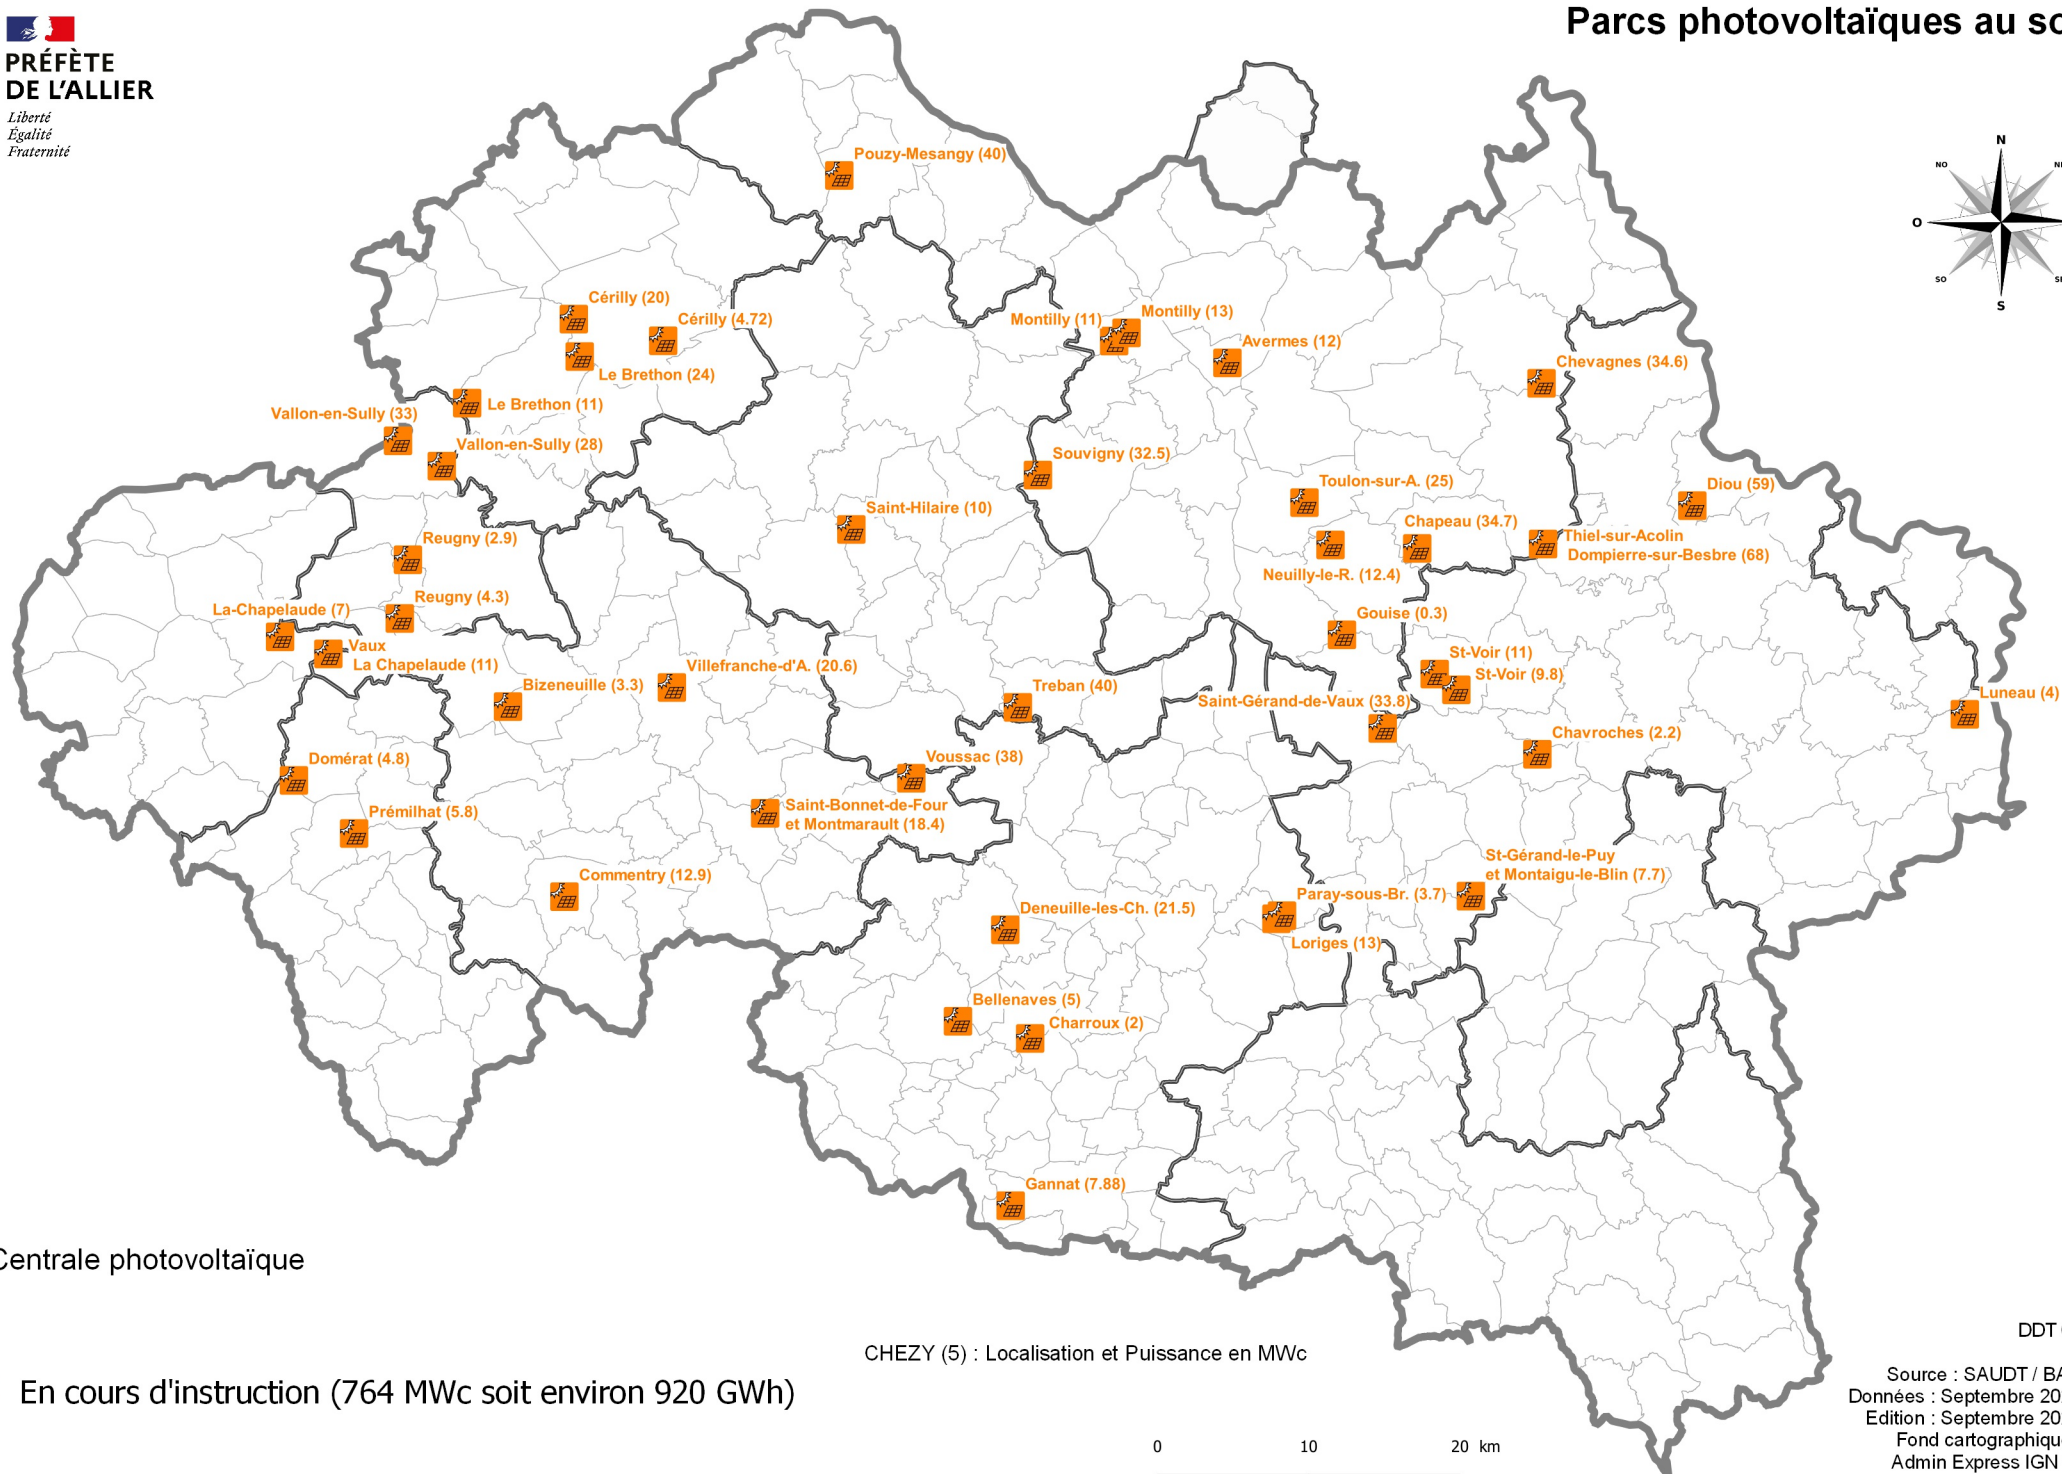 Parcs photovoltaïques au so
PRÉFÈTE
DE L'ALLIER
Liberté
Égalité
Fraternité
N
NO
O
SO
S
Pouzy-Mesangy (40)
Cérilly (20)
Cérilly (4.72)
Montilly (11)
Montilly (13)
Avermes (12)
Chevagnes (34.6)
Le Brethon (24)
Le Brethon (11)
Vallon-en-Sully (33)
Vallon-en-Sully (28)
Souvigny (32.5)
Toulon-sur-A. (25)
Diou (59)
Saint-Hilaire (10)
Chapeau (34.7)
Thiel-sur-Acolin
Dompierre-sur-Besbre (68)
Reugny (2.9)
Neuilly-le-R. (12.4)
Reugny (4.3)
La-Chapelaude (7)
Gouise (0.3)
Vaux
La Chapelaude (11)
St-Voir (11)
St-Voir (9.8)
Villefranche-d'A. (20.6)
Bizeneuille (3.3)
Treban (40)
Luneau (4)
Saint-Gérand-de-Vaux (33.8)
Chavroches (2.2)
Domérat (4.8)
Voussac (38)
Saint-Bonnet-de-Four
et Montmarault (18.4)
Prémilhat (5.8)
St-Gérand-le-Puy
et Montaigu-le-Blin (7.7)
Commentry (12.9)
Paray-sous-Br. (3.7)
Deneuille-les-Ch. (21.5)
Loriges (13)
Bellenaves (5)
Charroux (2)
Gannat (7.88)
Centrale photovoltaïque
CHEZY (5) : Localisation et Puissance en MWc
En cours d'instruction (764 MWc soit environ 920 GWh)
0 10 20 km
DDT
Source : SAUDT / BA
Données : Septembre 20
Edition : Septembre 20
Fond cartographiqu
Admin Express IGN